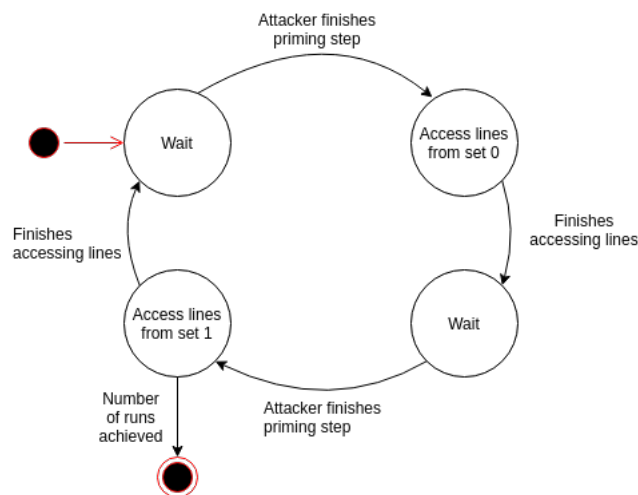 Attacker finishes
priming step
Wait
Access lines
from set 0
Finishes
accessing lines
Finishes
accessing lines
Access lines
from set 1
Wait
Number
of runs
achieved
Attacker finishes
priming step